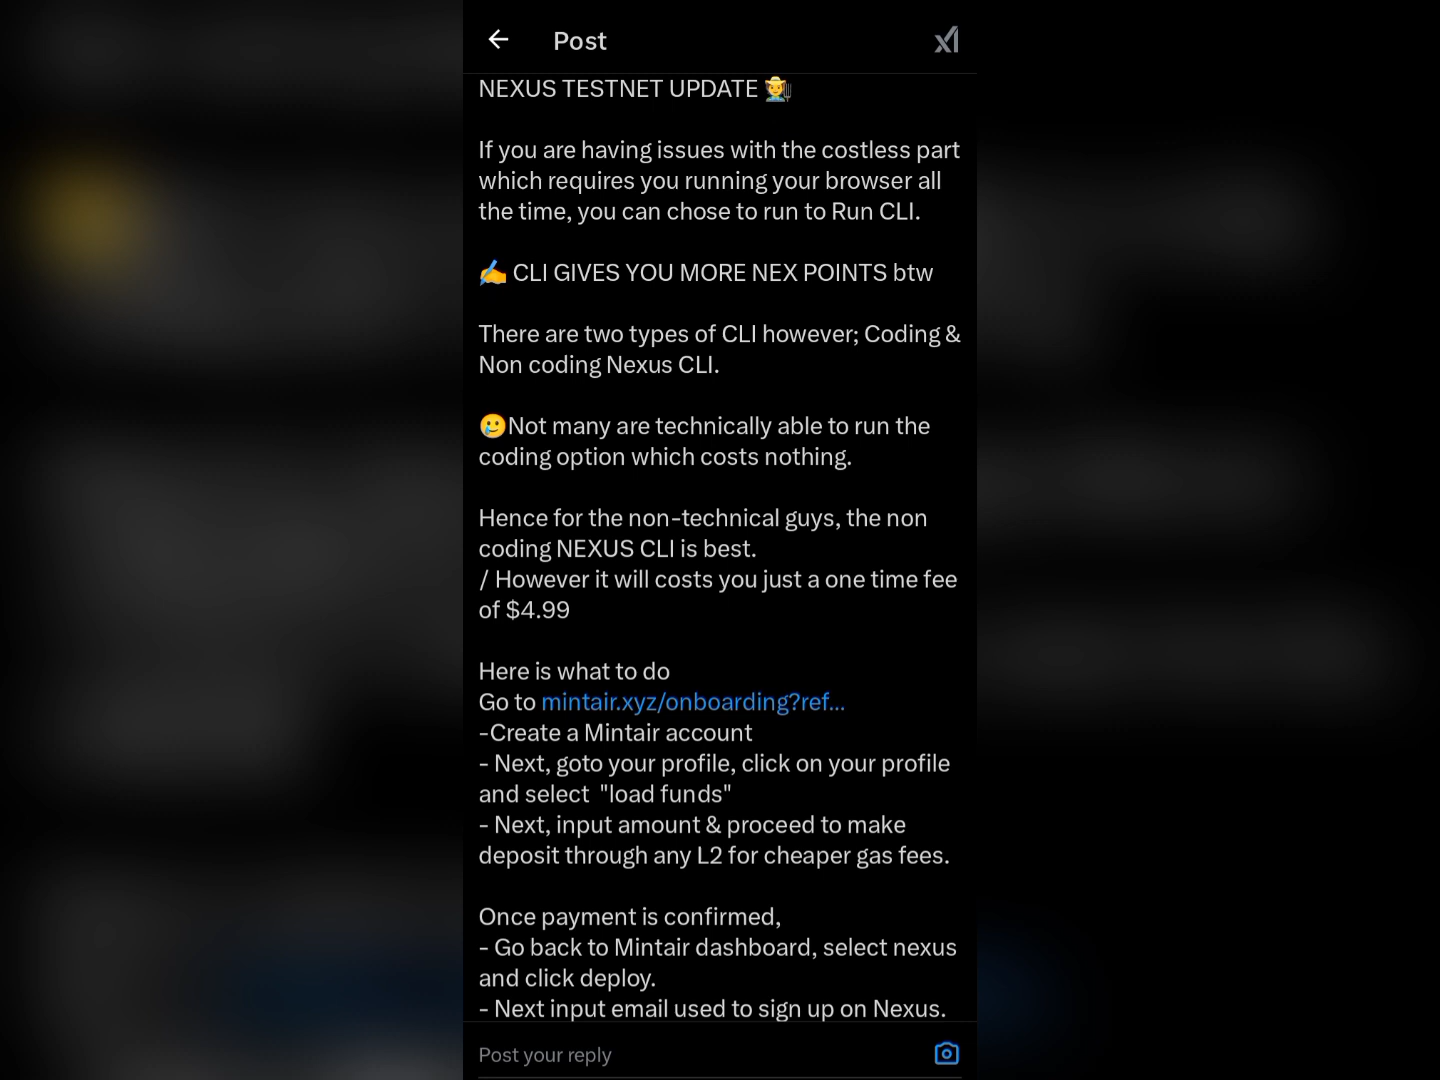 Post
NEXUS TESTNET UPDATE 🧑‍🌾
If you are having issues with the costless part
which requires you running your browser all
the time, you can chose to run to Run CLI.
✍️ CLI GIVES YOU MORE NEX POINTS btw
There are two types of CLI however; Coding &
Non coding Nexus CLI.
🥲Not many are technically able to run the
coding option which costs nothing.
Hence for the non-technical guys, the non
coding NEXUS CLI is best.
/ However it will costs you just a one time fee
of $4.99
Here is what to do
Go to mintair.xyz/onboarding?ref...
-Create a Mintair account
- Next, goto your profile, click on your profile
and select  "load funds"
- Next, input amount & proceed to make
deposit through any L2 for cheaper gas fees.
Once payment is confirmed,
- Go back to Mintair dashboard, select nexus
and click deploy.
- Next input email used to sign up on Nexus.
Post your reply